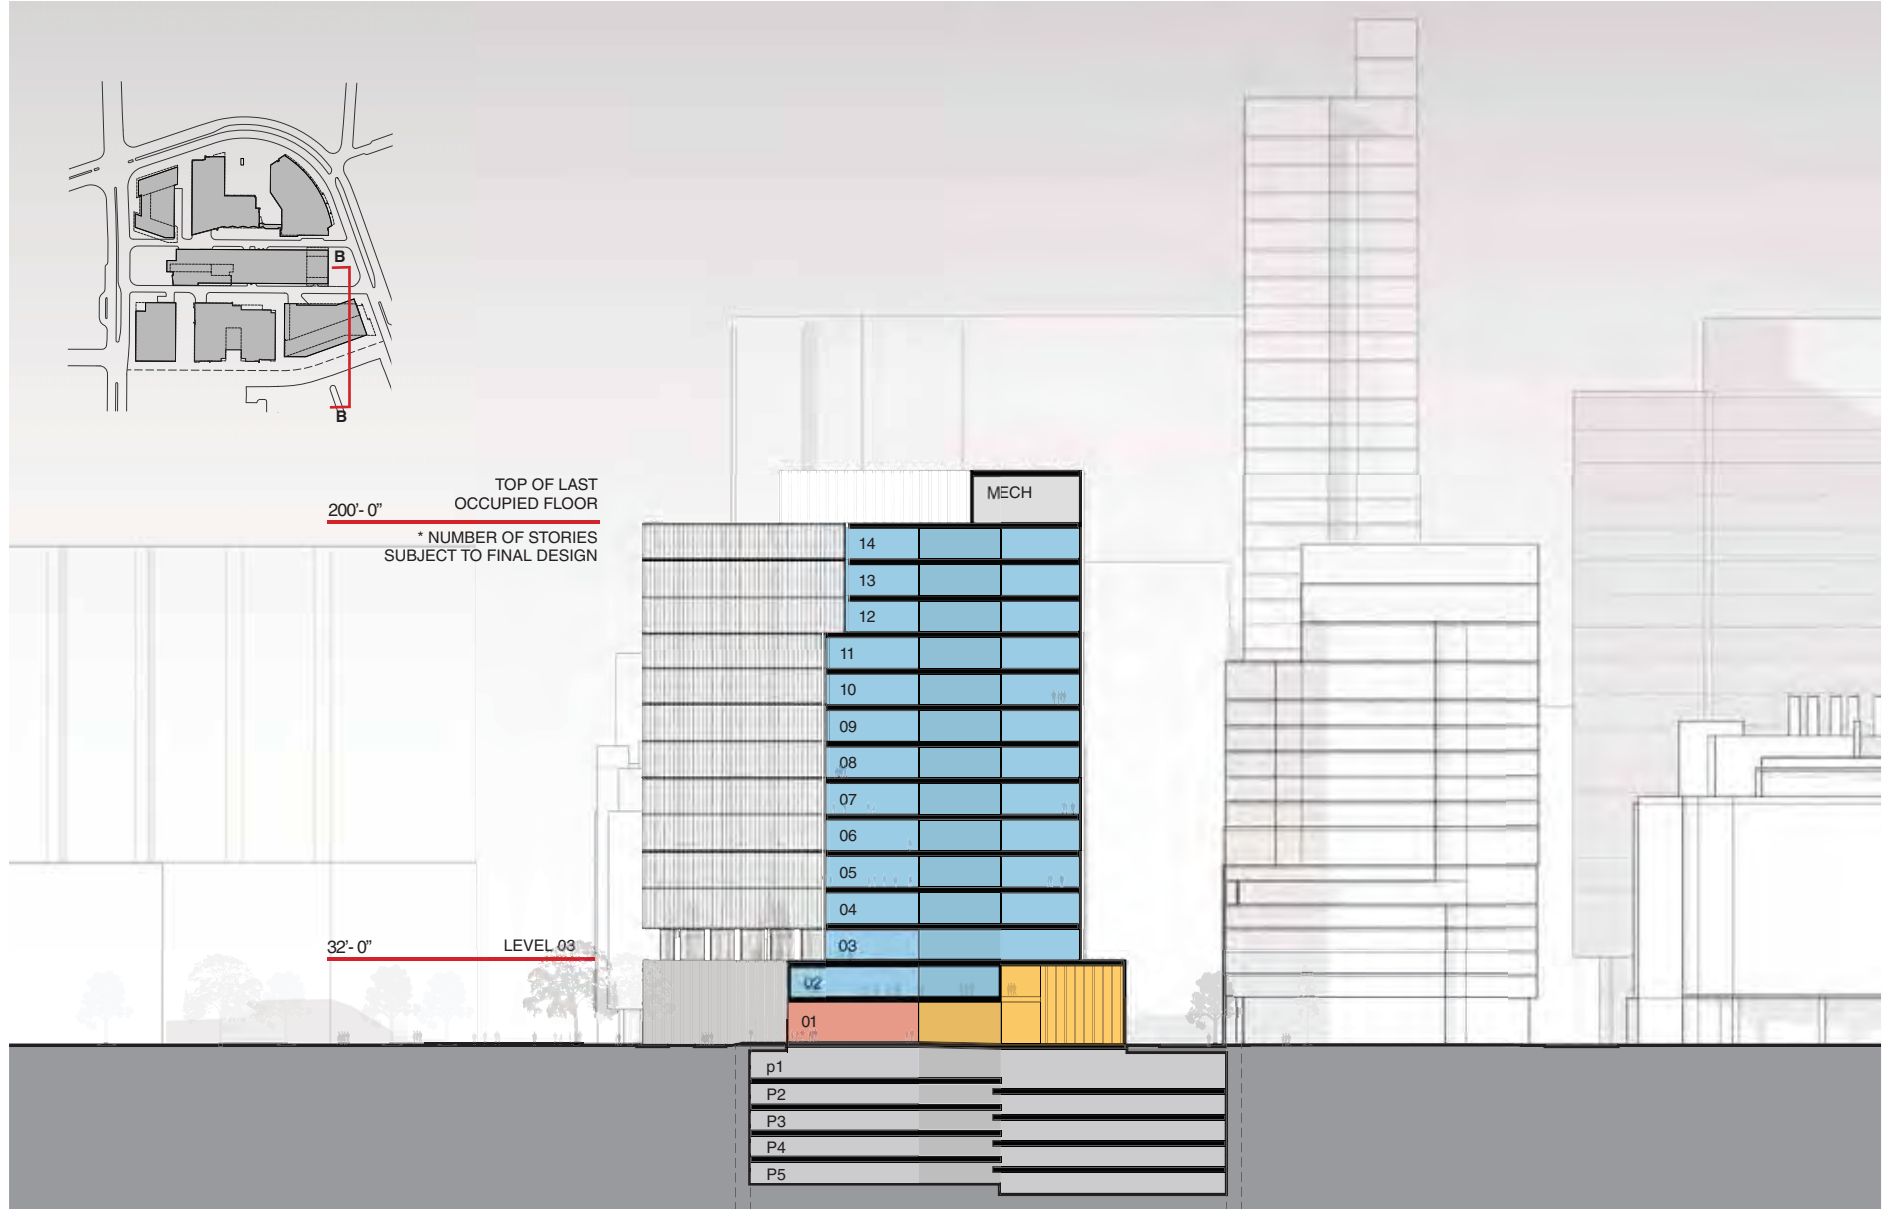 B
B
TOP OF LAST
OCCUPIED FLOOR
200'- 0"
* NUMBER OF STORIES
SUBJECT TO FINAL DESIGN
MECH
14
13
12
11
10
09
08
07
06
05
04
03
32'- 0"
LEVEL 03
02
01
p1
P2
P3
P4
P5